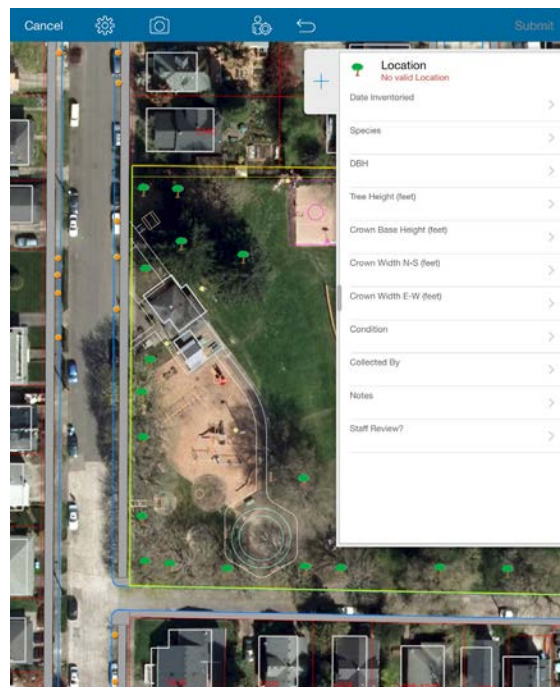 Cancel
Submit
Location
No valid Location
Date Inventoried
Species
DBH
Tree Height (feet)
Crown Base Height (feet)
Crown Width N-S (feet)
Crown Width E-W (feet)
Condition
Collected By
Notes
Staff Review?